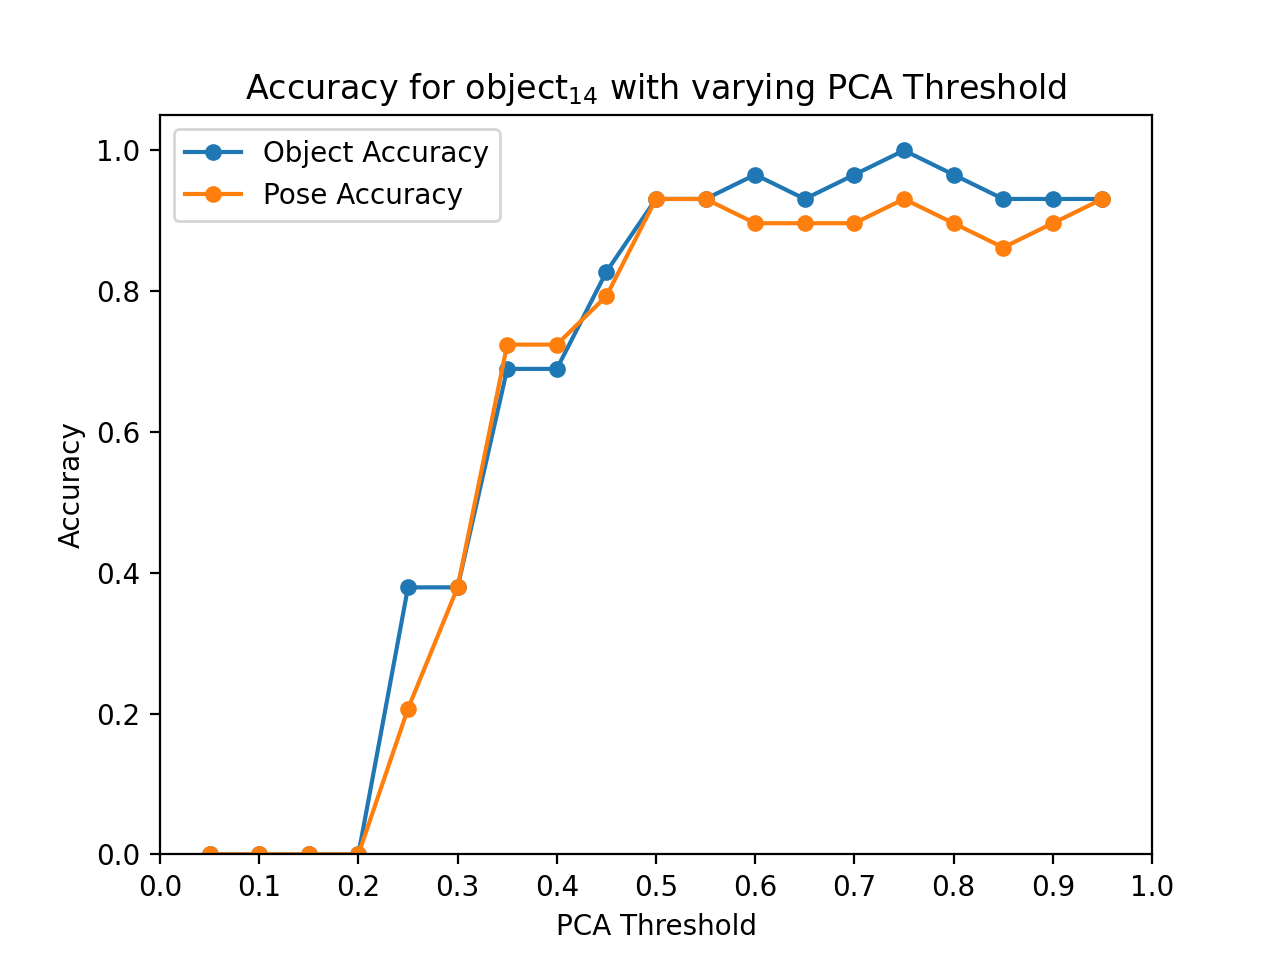 Accuracy for object₁₄ with varying PCA Threshold
Object Accuracy
Pose Accuracy
Accuracy
1.0
0.8
0.6
0.4
0.2
0.0
0.0 0.1 0.2 0.3 0.4 0.5 0.6 0.7 0.8 0.9 1.0
PCA Threshold